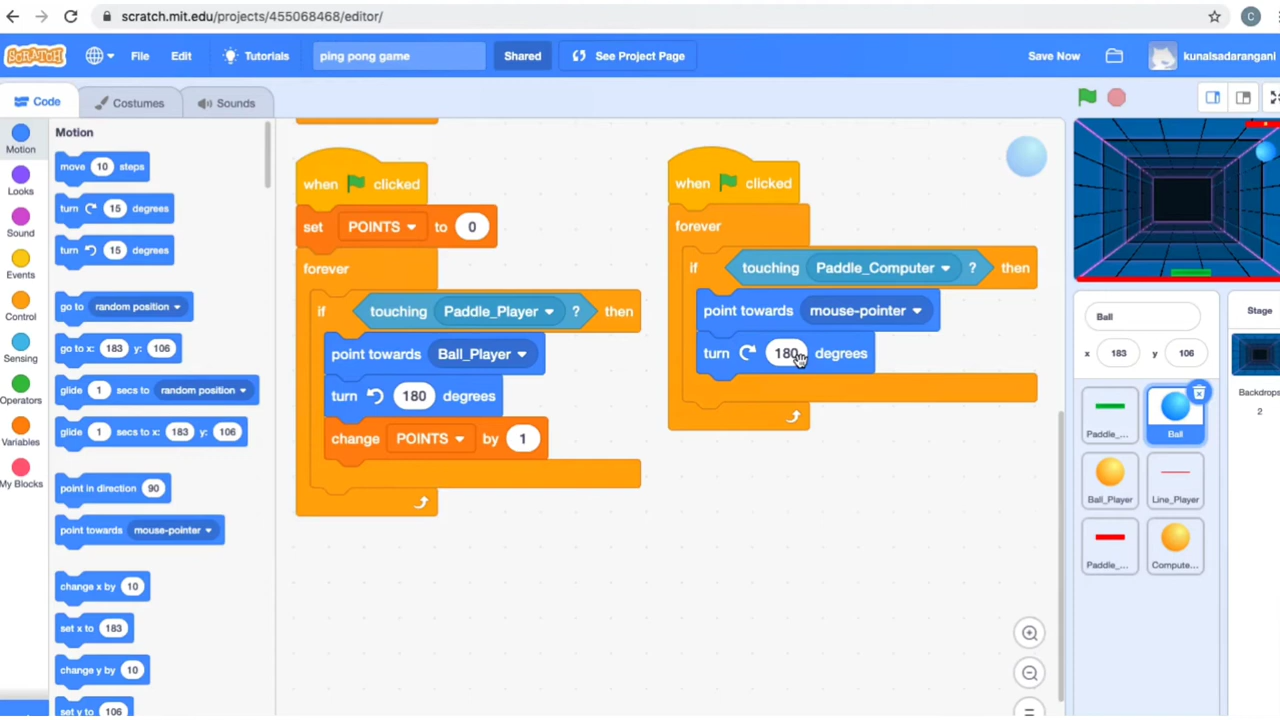 scratch.mit.edu/projects/455068468/editor/
C
SCRATCH
File
Edit
Tutorials
ping pong game
Shared
See Project Page
Save Now
kunalsadarangani
Code
Costumes
Sounds
Motion
Looks
Sound
Events
Control
Sensing
Operators
Variables
My Blocks
Motion
move 10 steps
turn 15 degrees
turn 15 degrees
go to random position
go to x: 183 y: 106
glide 1 secs to random position
glide 1 secs to x: 183 y: 106
point in direction 90
point towards mouse-pointer
change x by 10
set x to 183
change y by 10
set y to 106
when clicked
set POINTS to 0
forever
if touching Paddle_Player ? then
point towards Ball_Player
turn 180 degrees
change POINTS by 1
when clicked
forever
if touching Paddle_Computer ? then
point towards mouse-pointer
turn 180 degrees
Ball
x 183 y 106
Stage
Backdrops
2
Paddle_...
Ball
Ball_Player
Line_Player
Paddle_...
Compute...